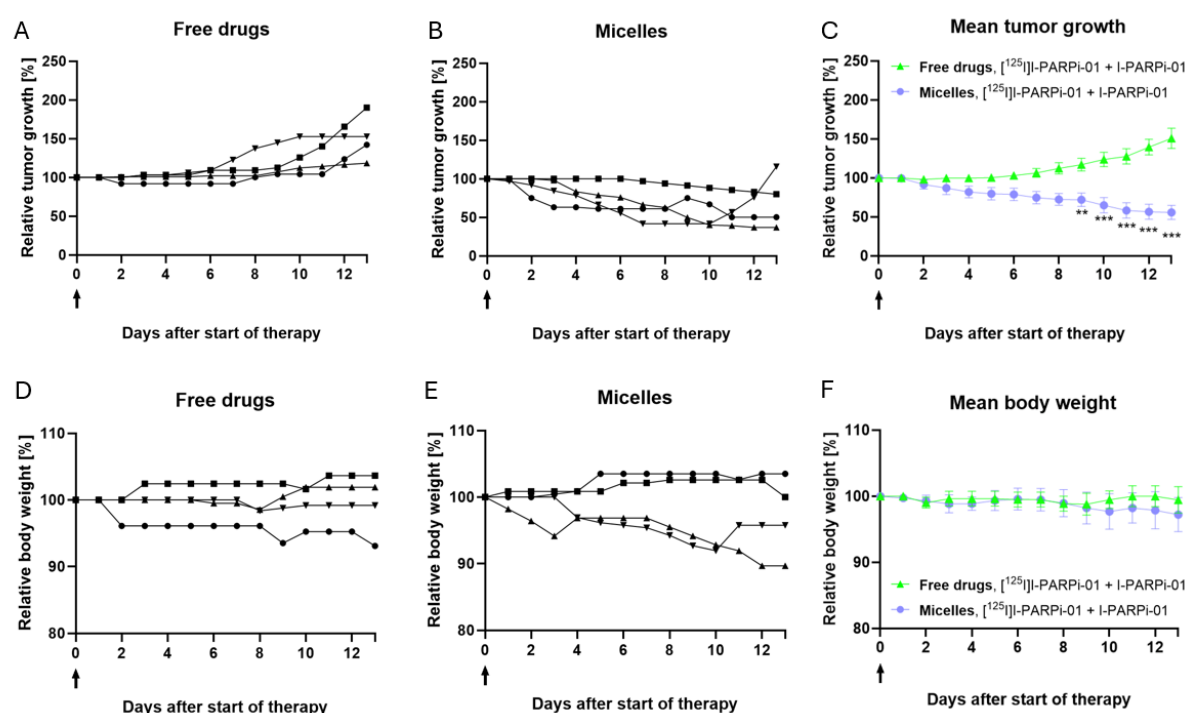 A
Free drugs
Relative tumor growth [%]
250
200
150
100
50
0
0 2 4 6 8 10 12
Days after start of therapy
B
Micelles
Relative tumor growth [%]
250
200
150
100
50
0
0 2 4 6 8 10 12
Days after start of therapy
C
Mean tumor growth
Relative tumor growth [%]
250
200
150
100
50
0
Free drugs, [125I]I-PARPi-01 + I-PARPi-01
Micelles, [125I]I-PARPi-01 + I-PARPi-01
** *** *** *** ***
0 2 4 6 8 10 12
Days after start of therapy
D
Free drugs
Relative body weight [%]
110
100
90
80
0 2 4 6 8 10 12
Days after start of therapy
E
Micelles
Relative body weight [%]
110
100
90
80
0 2 4 6 8 10 12
Days after start of therapy
F
Mean body weight
Relative body weight [%]
110
100
90
80
Free drugs, [125I]I-PARPi-01 + I-PARPi-01
Micelles, [125I]I-PARPi-01 + I-PARPi-01
0 2 4 6 8 10 12
Days after start of therapy